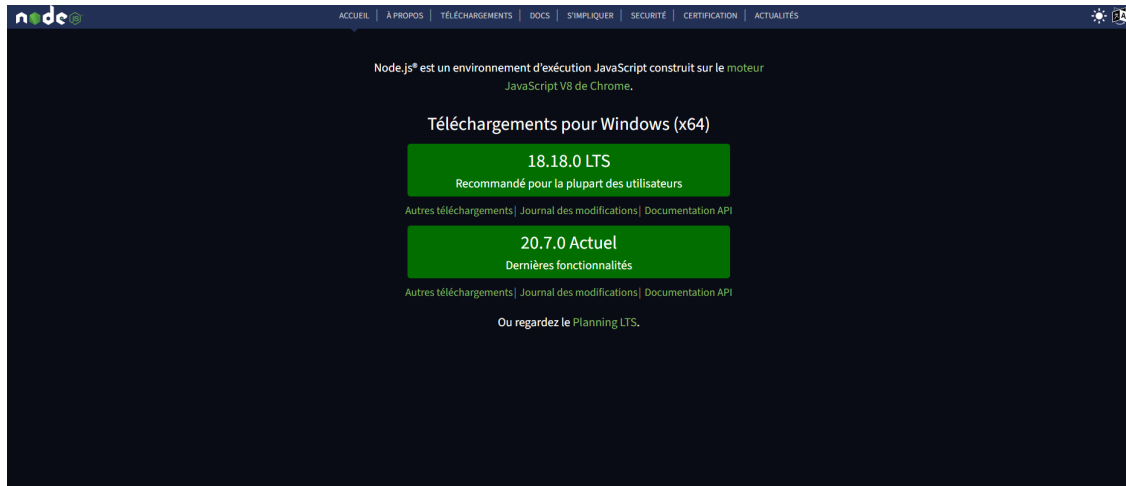 node JS
ACCUEIL | À PROPOS | TÉLÉCHARGEMENTS | DOCS | S'IMPLIQUER | SECURITÉ | CERTIFICATION | ACTUALITÉS
Node.js® est un environnement d'exécution JavaScript construit sur le moteur
JavaScript V8 de Chrome.
Téléchargements pour Windows (x64)
18.18.0 LTS
Recommandé pour la plupart des utilisateurs
Autres téléchargements| Journal des modifications| Documentation API
20.7.0 Actuel
Dernières fonctionnalités
Autres téléchargements| Journal des modifications| Documentation API
Ou regardez le Planning LTS.